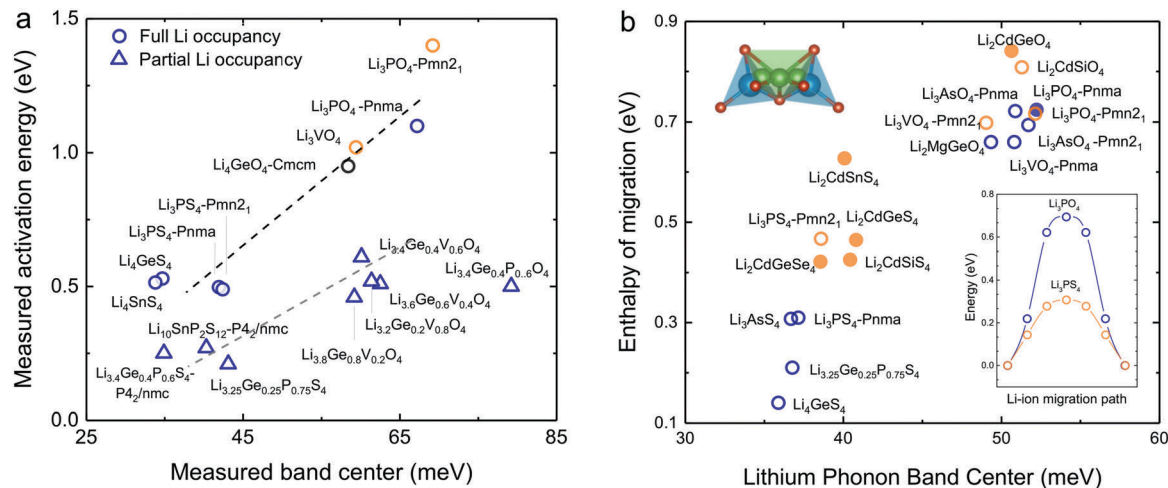 a
Measured activation energy (eV)
1.5
1.0
0.5
0.0
Full Li occupancy
Partial Li occupancy
Li₃PO₄-Pmn2₁
Li₃PO₄-Pnma
Li₃VO₄
Li₄GeO₄-Cmcm
Li₃PS₄-Pmn2₁
Li₃PS₄-Pnma
Li₄GeS₄
Li₄SnS₄
Li₃.₄Ge₀.₄V₀.₆O₄
Li₃.₄Ge₀.₄P₀.₆O₄
Li₃.₆Ge₀.₆V₀.₄O₄
Li₁₀SnP₂S₁₂-P4₂/nmc
Li₃.₂Ge₀.₂V₀.₈O₄
Li₃.₈Ge₀.₈V₀.₂O₄
Li₃.₄Ge₀.₄P₀.₆S₄-
P4₂/nmc
Li₃.₂₅Ge₀.₂₅P₀.₇₅S₄
25 45 65 85
Measured band center (meV)
b
Enthalpy of migration (eV)
0.9
0.7
0.5
0.3
0.1
Li₂CdGeO₄
Li₂CdSiO₄
Li₃AsO₄-Pnma
Li₃PO₄-Pnma
Li₃VO₄-Pmn2₁
Li₃PO₄-Pmn2₁
Li₂MgGeO₄
Li₃AsO₄-Pmn2₁
Li₃VO₄-Pnma
Li₂CdSnS₄
Li₃PS₄-Pmn2₁
Li₂CdGeS₄
Li₂CdGeSe₄
Li₂CdSiS₄
Li₃AsS₄
Li₃PS₄-Pnma
Li₃.₂₅Ge₀.₂₅P₀.₇₅S₄
Li₄GeS₄
Energy (eV)
0.8
0.6
0.4
0.2
0.0
Li₃PO₄
Li₃PS₄
Li-ion migration path
30 40 50 60
Lithium Phonon Band Center (meV)